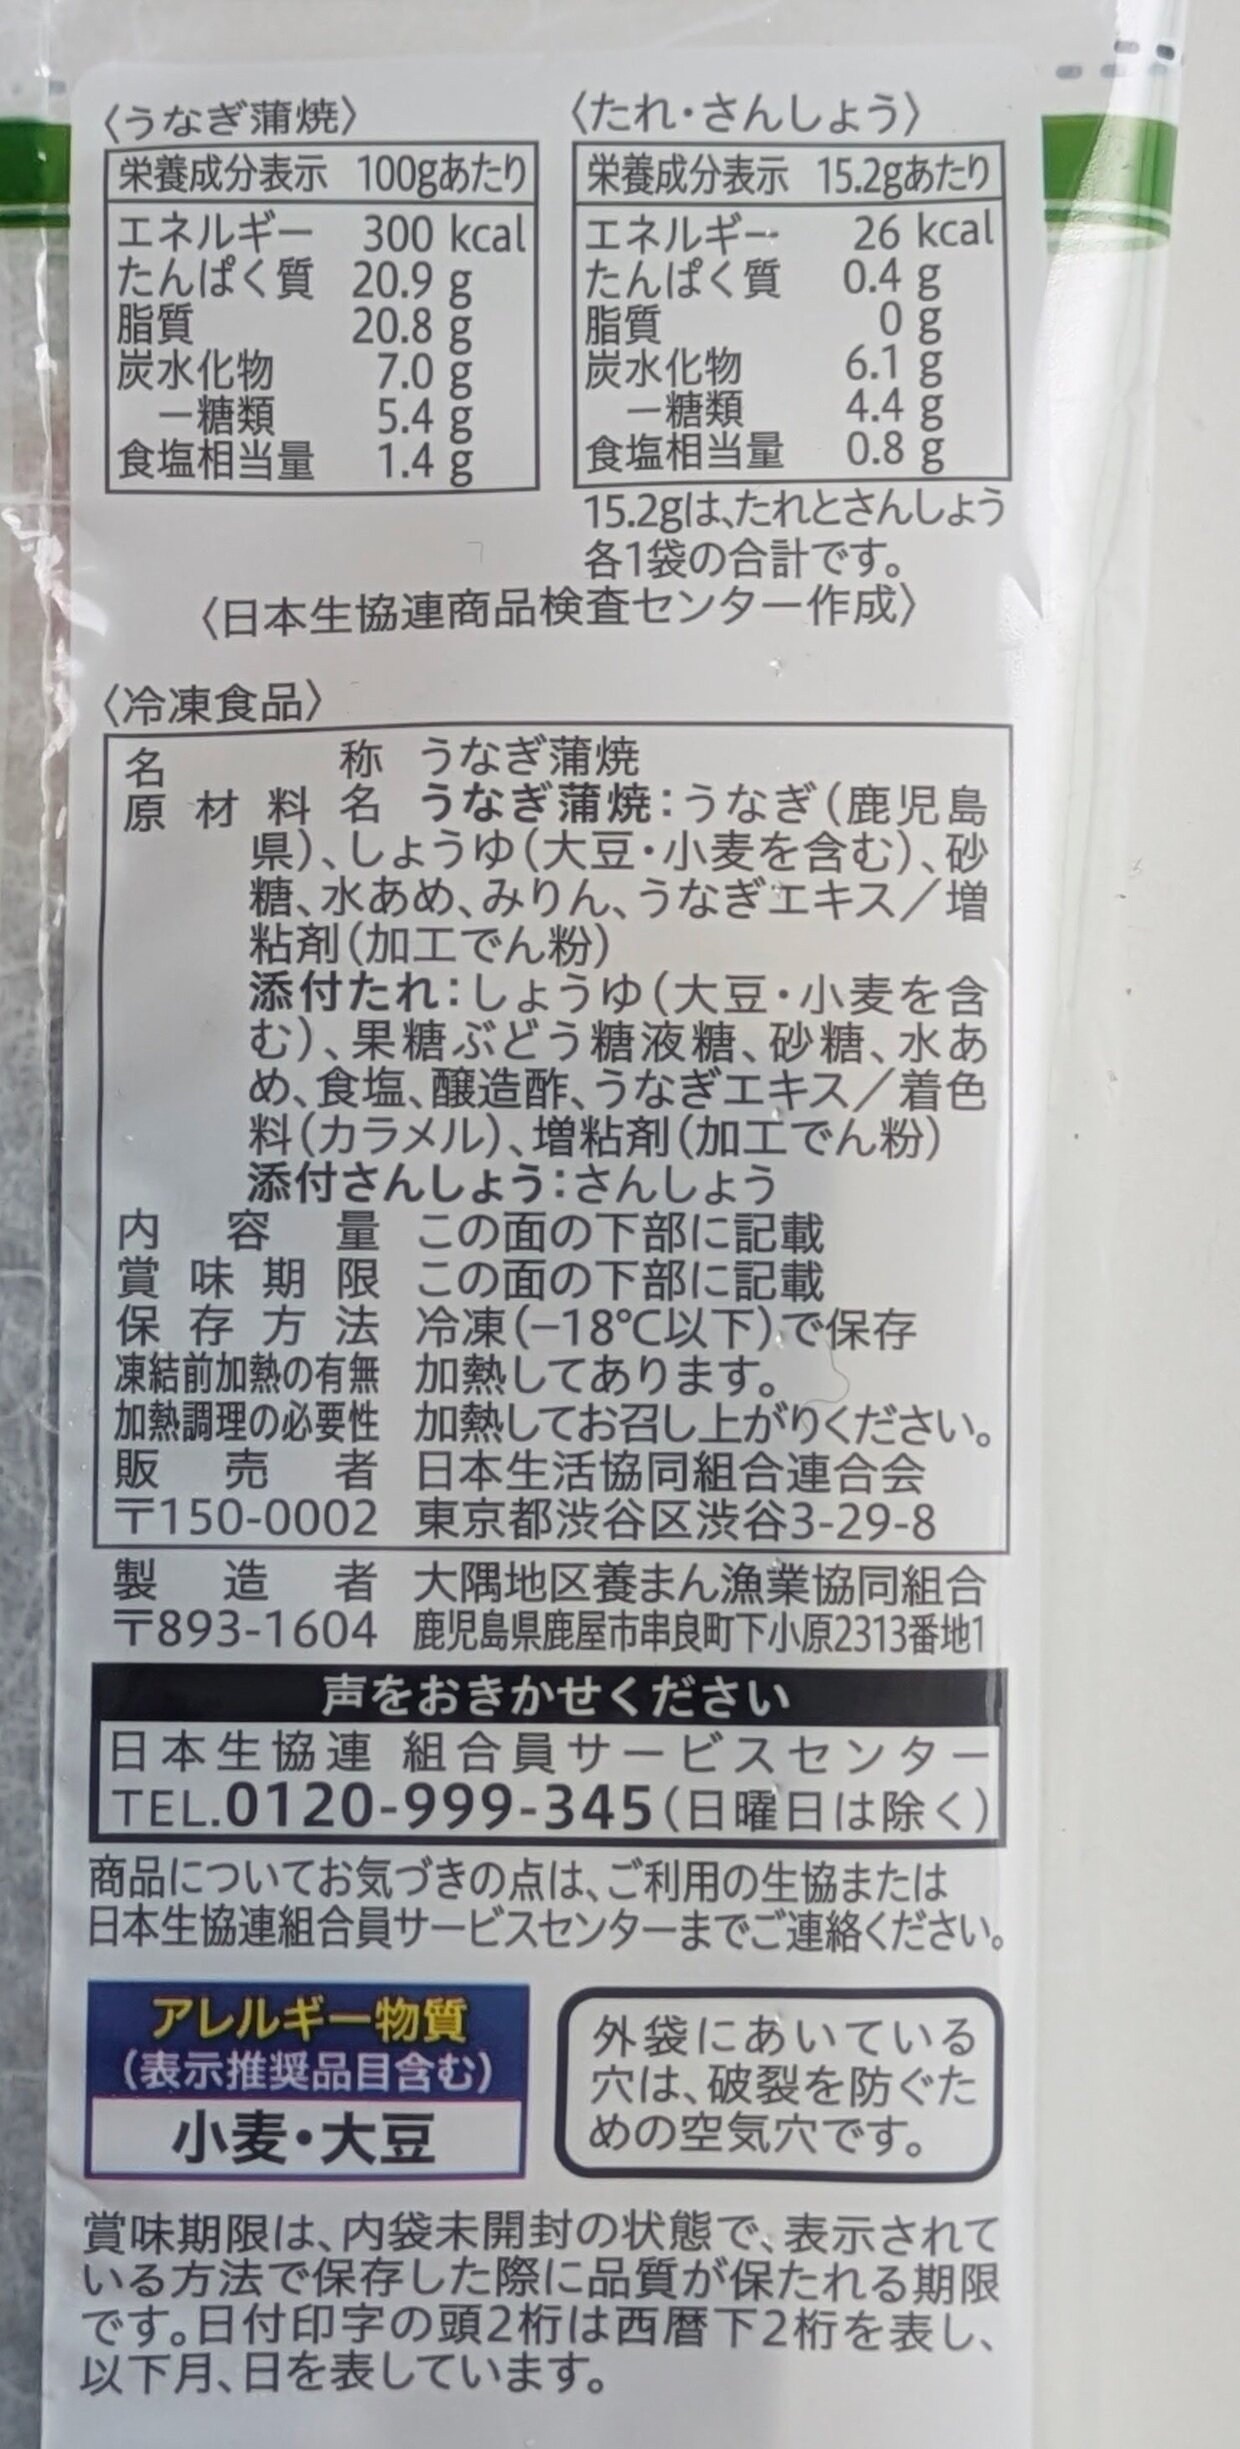 〈うなぎ蒲焼〉
栄養成分表示 100gあたり
エネルギー 300 kcal
たんぱく質 20.9 g
脂質 20.8 g
炭水化物 7.0 g
ー糖類 5.4 g
食塩相当量 1.4 g
〈たれ・さんしょう〉
栄養成分表示 15.2gあたり
エネルギー 26 kcal
たんぱく質 0.4 g
脂質 0 g
炭水化物 6.1 g
ー糖類 4.4 g
食塩相当量 0.8 g
15.2gは、たれとさんしょう
各1袋の合計です。
〈日本生協連商品検査センター作成〉
〈冷凍食品〉
名称 うなぎ蒲焼
原材料名 うなぎ蒲焼：うなぎ（鹿児島
県）、しょうゆ（大豆・小麦を含む）、砂
糖、水あめ、みりん、うなぎエキス／増
粘剤（加工でん粉）
添付たれ：しょうゆ（大豆・小麦を含
む）、果糖ぶどう糖液糖、砂糖、水あ
め、食塩、醸造酢、うなぎエキス／着色
料（カラメル）、増粘剤（加工でん粉）
添付さんしょう：さんしょう
内容量 この面の下部に記載
賞味期限 この面の下部に記載
保存方法 冷凍（−18℃以下）で保存
凍結前加熱の有無 加熱してあります。
加熱調理の必要性 加熱してお召し上がりください。
販売者 日本生活協同組合連合会
〒150-0002 東京都渋谷区渋谷3-29-8
製造者 大隅地区養まん漁業協同組合
〒893-1604 鹿児島県鹿屋市串良町下小原2313番地1
声をおきかせください
日本生協連 組合員サービスセンター
TEL.0120-999-345（日曜日は除く）
商品についてお気づきの点は、ご利用の生協または
日本生協連組合員サービスセンターまでご連絡ください。
アレルギー物質
（表示推奨品目含む）
小麦・大豆
外袋にあいている
穴は、破裂を防ぐた
めの空気穴です。
賞味期限は、内袋未開封の状態で、表示されて
いる方法で保存した際に品質が保たれる期限
です。日付印字の頭2桁は西暦下2桁を表し、
以下月、日を表しています。